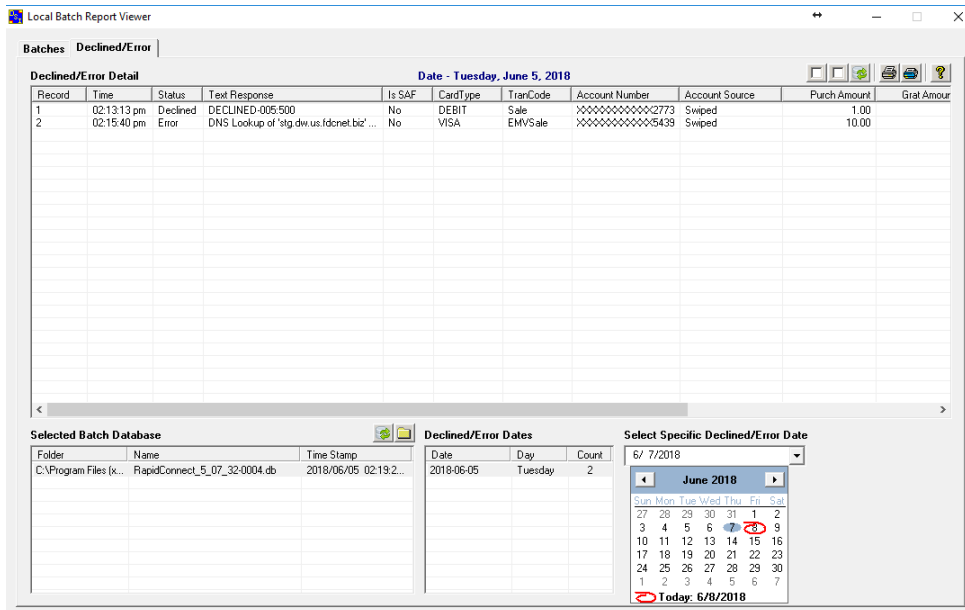 Local Batch Report Viewer
Batches Declined/Error
Declined/Error Detail Date - Tuesday, June 5, 2018
Record Time Status Text Response Is SAF CardType TranCode Account Number Account Source Purch Amount Grat Amour
1 02:13:13 pm Declined DECLINED-005:500 No DEBIT Sale XXXXXXXXXXXX2773 Swiped 1.00
2 02:15:40 pm Error DNS Lookup of 'stg.dw.us.fdcnet.biz' ... No VISA EMVSale XXXXXXXXXXXX5439 Swiped 10.00
Selected Batch Database Declined/Error Dates Select Specific Declined/Error Date
Folder Name Time Stamp Date Day Count 6/ 7/2018
C:\Program Files (x... RapidConnect_5_07_32-0004.db 2018/06/05 02:19:2... 2018-06-05 Tuesday 2
June 2018
Sun Mon Tue Wed Thu Fri Sat
27 28 29 30 31 1 2
3 4 5 6 7 8 9
10 11 12 13 14 15 16
17 18 19 20 21 22 23
24 25 26 27 28 29 30
1 2 3 4 5 6 7
Today: 6/8/2018